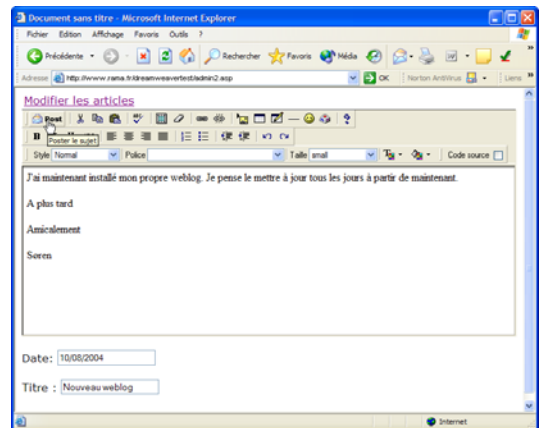 Document sans titre - Microsoft Internet Explorer
Fichier Edition Affichage Favoris Outils ?
Précédente Rechercher Favoris Média
Adresse http://www.rama.fr/dreamweavertest/admin2.asp OK Norton AntiVirus Liens
Modifier les articles
Post
B
Poster le sujet
Style Normal Police Taille small Code source
J'ai maintenant installé mon propre weblog. Je pense le mettre à jour tous les jours à partir de maintenant.
A plus tard
Amicalement
Søren
Date: 10/08/2004
Titre : Nouveau weblog
Internet